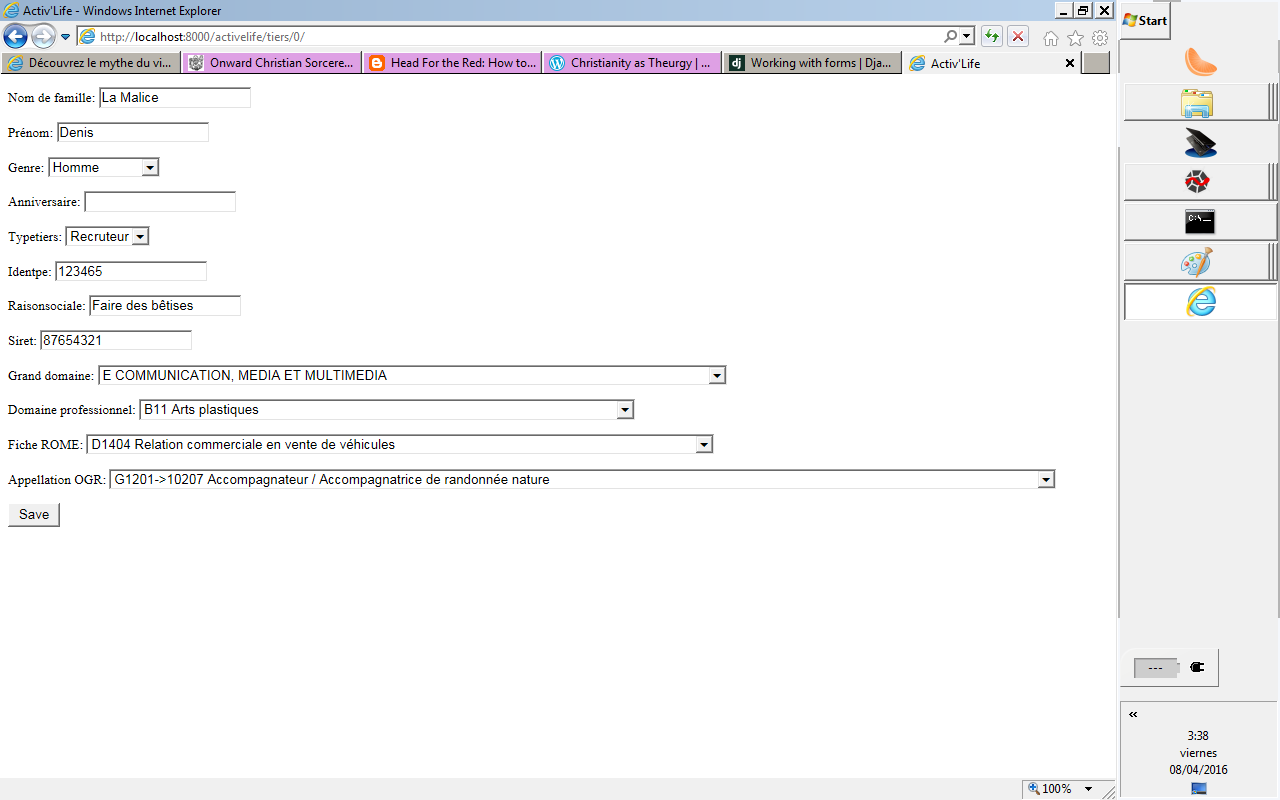 Activ'Life - Windows Internet Explorer
http://localhost:8000/activelife/tiers/0/
Découvrez le mythe du vi... Onward Christian Sorcere... Head For the Red: How to... Christianity as Theurgy | ... Working with forms | Dja... Activ'Life
Nom de famille: La Malice
Prénom: Denis
Genre: Homme
Anniversaire:
Typetiers: Recruteur
Identpe: 123465
Raisonsociale: Faire des bêtises
Siret: 87654321
Grand domaine: E COMMUNICATION, MEDIA ET MULTIMEDIA
Domaine professionnel: B11 Arts plastiques
Fiche ROME: D1404 Relation commerciale en vente de véhicules
Appellation OGR: G1201->10207 Accompagnateur / Accompagnatrice de randonnée nature
Save
100%
Start
C:\_
---
«
3:38
viernes
08/04/2016